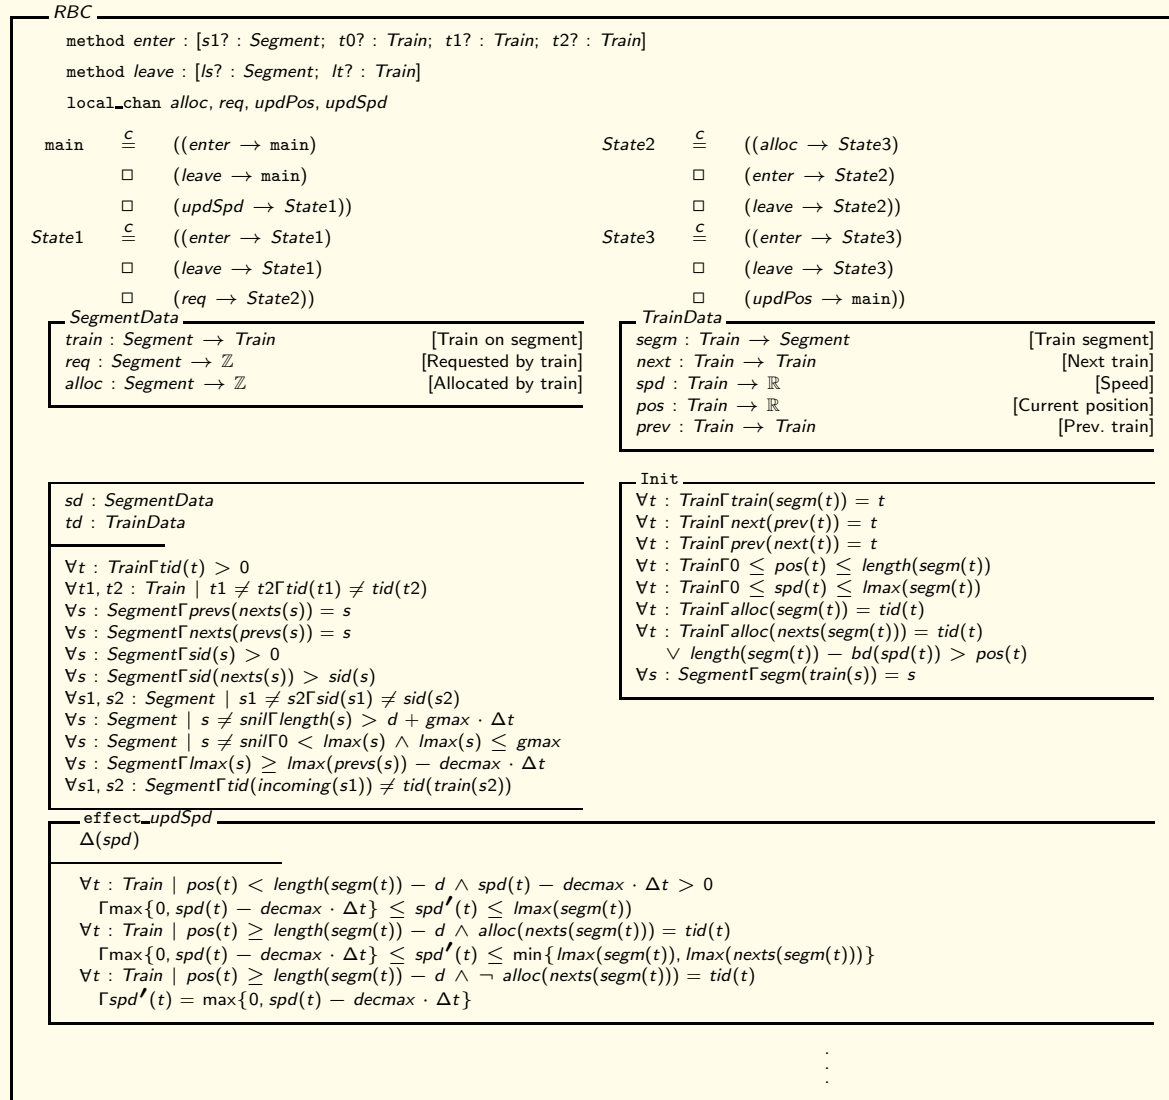 RBC
method enter : [s1? : Segment; t0? : Train; t1? : Train; t2? : Train]
method leave : [ls? : Segment; lt? : Train]
local_chan alloc, req, updPos, updSpd
main c= ((enter → main)
□ (leave → main)
□ (updSpd → State1))
State1 c= ((enter → State1)
□ (leave → State1)
□ (req → State2))
State2 c= ((alloc → State3)
□ (enter → State2)
□ (leave → State2))
State3 c= ((enter → State3)
□ (leave → State3)
□ (updPos → main))
SegmentData
train : Segment → Train [Train on segment]
req : Segment → ℤ [Requested by train]
alloc : Segment → ℤ [Allocated by train]
TrainData
segm : Train → Segment [Train segment]
next : Train → Train [Next train]
spd : Train → ℝ [Speed]
pos : Train → ℝ [Current position]
prev : Train → Train [Prev. train]
sd : SegmentData
td : TrainData
∀t : TrainΓtid(t) > 0
∀t1, t2 : Train | t1 ≠ t2Γtid(t1) ≠ tid(t2)
∀s : SegmentΓprevs(nexts(s)) = s
∀s : SegmentΓnexts(prevs(s)) = s
∀s : SegmentΓsid(s) > 0
∀s : SegmentΓsid(nexts(s)) > sid(s)
∀s1, s2 : Segment | s1 ≠ s2Γsid(s1) ≠ sid(s2)
∀s : Segment | s ≠ snilΓlength(s) > d + gmax · Δt
∀s : Segment | s ≠ snilΓ0 < lmax(s) ∧ lmax(s) ≤ gmax
∀s : SegmentΓlmax(s) ≥ lmax(prevs(s)) − decmax · Δt
∀s1, s2 : SegmentΓtid(incoming(s1)) ≠ tid(train(s2))
Init
∀t : TrainΓtrain(segm(t)) = t
∀t : TrainΓnext(prev(t)) = t
∀t : TrainΓprev(next(t)) = t
∀t : TrainΓ0 ≤ pos(t) ≤ length(segm(t))
∀t : TrainΓ0 ≤ spd(t) ≤ lmax(segm(t))
∀t : TrainΓalloc(segm(t)) = tid(t)
∀t : TrainΓalloc(nexts(segm(t))) = tid(t)
∨ length(segm(t)) − bd(spd(t)) > pos(t)
∀s : SegmentΓsegm(train(s)) = s
effect_updSpd
Δ(spd)
∀t : Train | pos(t) < length(segm(t)) − d ∧ spd(t) − decmax · Δt > 0
Γmax{0, spd(t) − decmax · Δt} ≤ spd′(t) ≤ lmax(segm(t))
∀t : Train | pos(t) ≥ length(segm(t)) − d ∧ alloc(nexts(segm(t))) = tid(t)
Γmax{0, spd(t) − decmax · Δt} ≤ spd′(t) ≤ min{lmax(segm(t)), lmax(nexts(segm(t)))}
∀t : Train | pos(t) ≥ length(segm(t)) − d ∧ ¬ alloc(nexts(segm(t))) = tid(t)
Γspd′(t) = max{0, spd(t) − decmax · Δt}
.
.
.